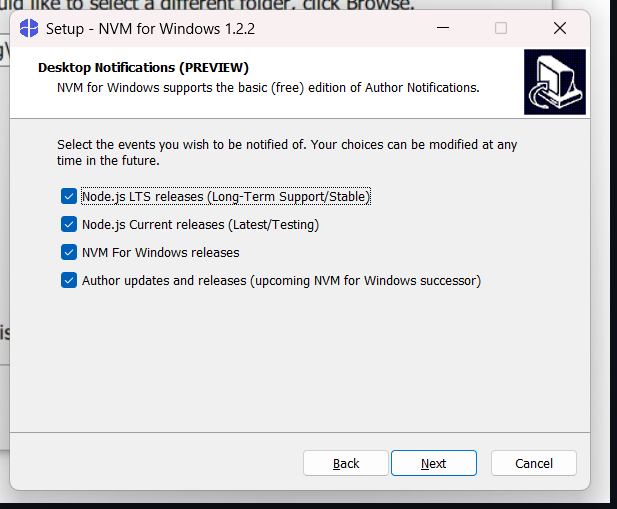 like to select a different folder, click Browse.
Setup - NVM for Windows 1.2.2
Desktop Notifications (PREVIEW)
NVM for Windows supports the basic (free) edition of Author Notifications.
Select the events you wish to be notified of. Your choices can be modified at any
time in the future.
Node.js LTS releases (Long-Term Support/Stable)
Node.js Current releases (Latest/Testing)
NVM For Windows releases
Author updates and releases (upcoming NVM for Windows successor)
Back
Next
Cancel